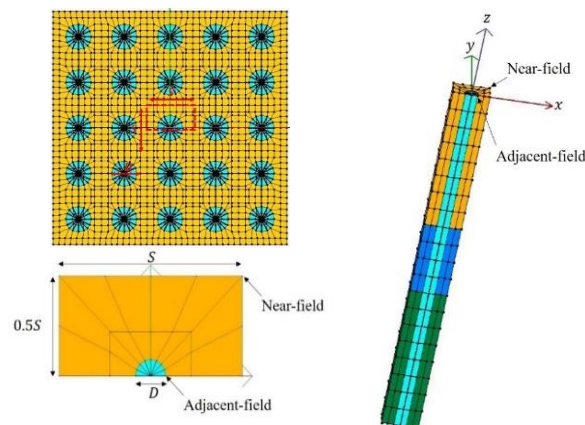 S
Near-field
0.5S
D
Adjacent-field
z
y
Near-field
x
Adjacent-field